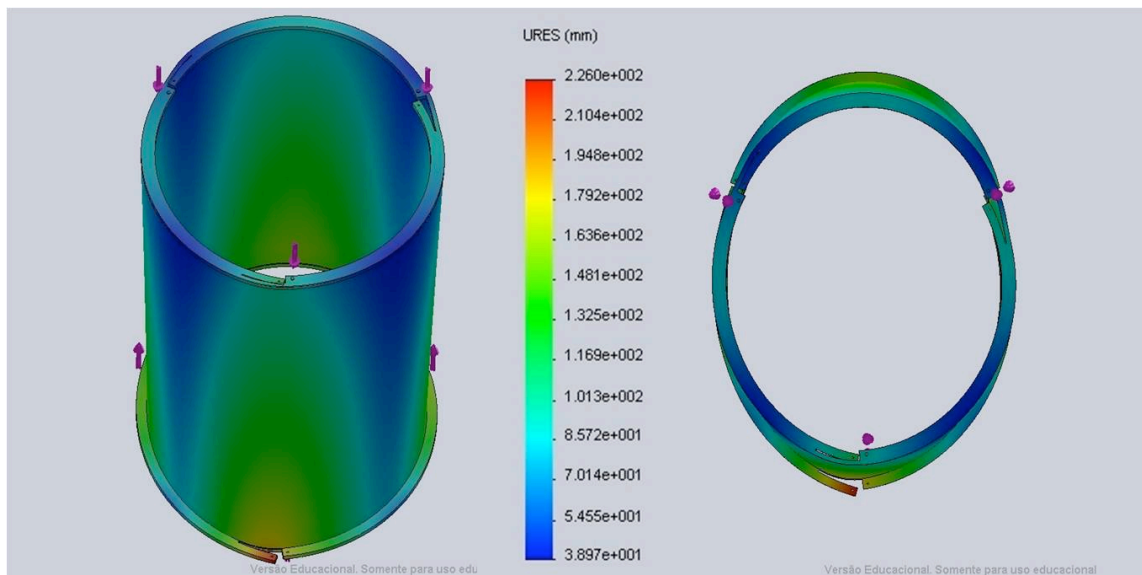 URES (mm)
2.260e+002
2.104e+002
1.948e+002
1.792e+002
1.636e+002
1.481e+002
1.325e+002
1.169e+002
1.013e+002
8.572e+001
7.014e+001
5.455e+001
3.897e+001
Versão Educacional. Somente para uso edu
Versão Educacional. Somente para uso educacional